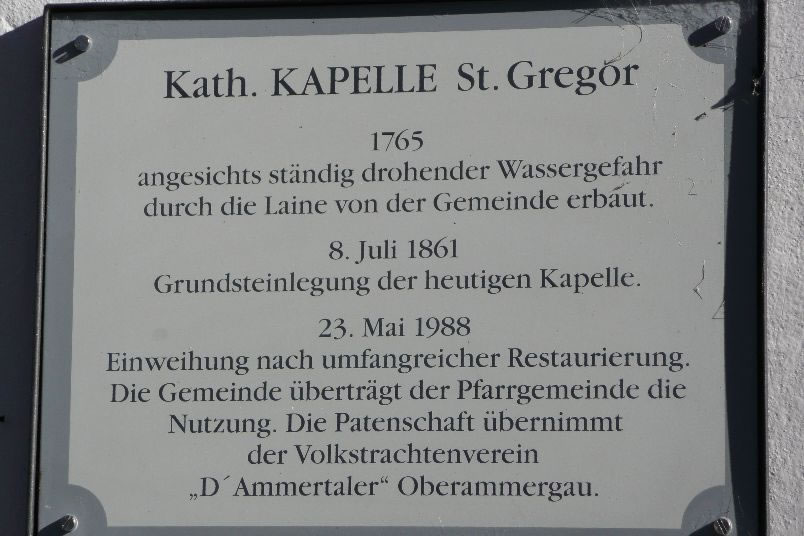 Kath. KAPELLE St. Gregor
1765
angesichts ständig drohender Wassergefahr
durch die Laine von der Gemeinde erbaut.
8. Juli 1861
Grundsteinlegung der heutigen Kapelle.
23. Mai 1988
Einweihung nach umfangreicher Restaurierung.
Die Gemeinde überträgt der Pfarrgemeinde die
Nutzung. Die Patenschaft übernimmt
der Volkstrachtenverein
„D´Ammertaler“ Oberammergau.